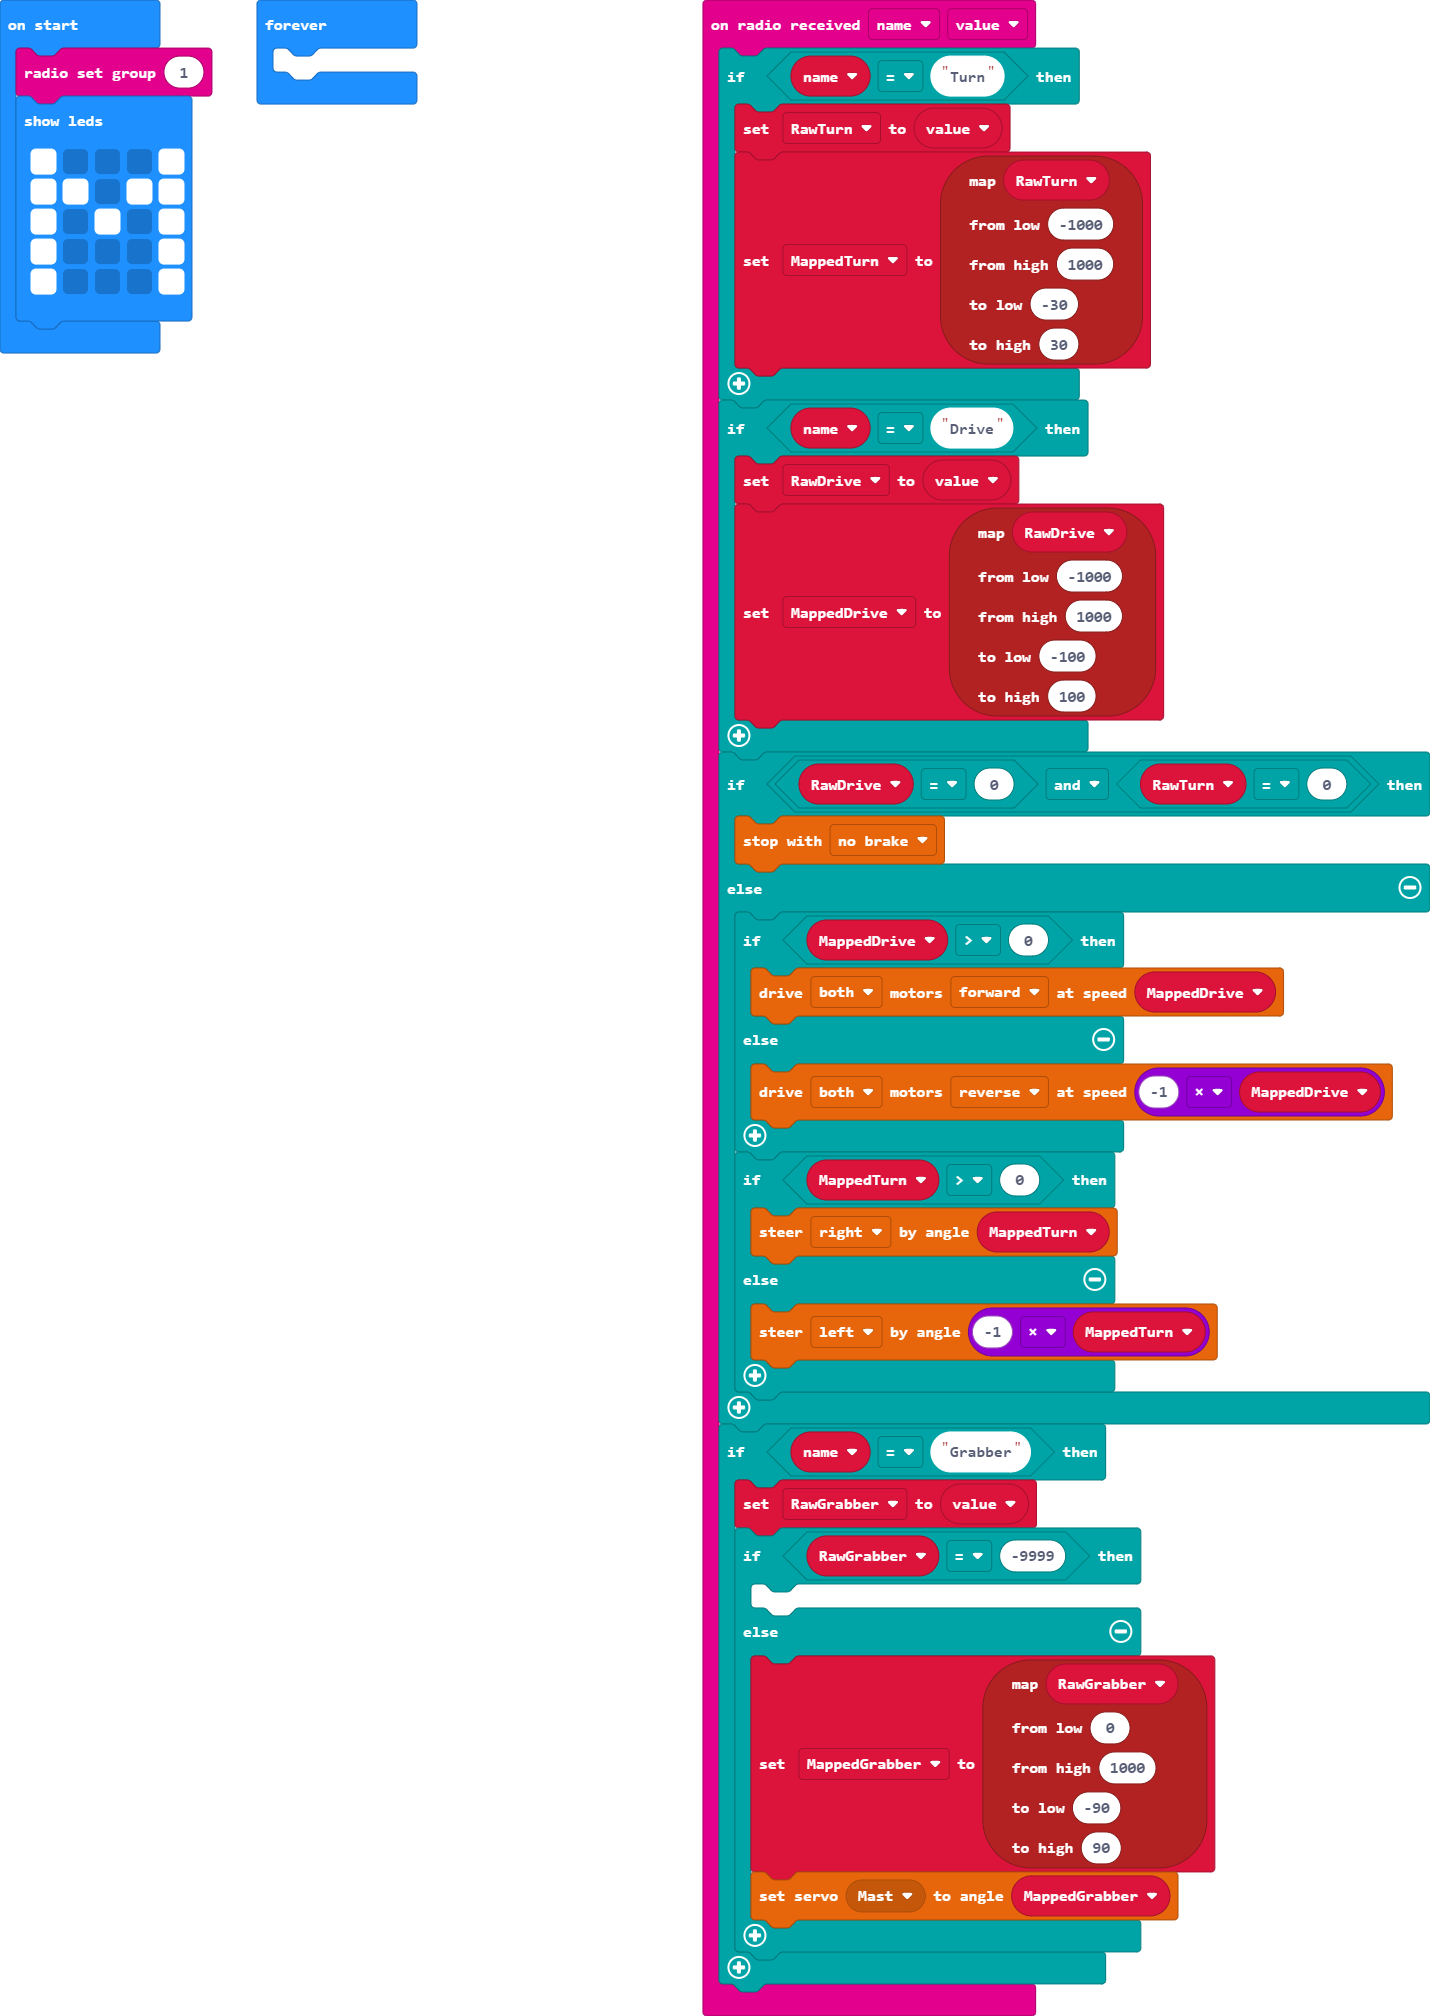 on start
radio set group 1
show leds
forever
on radio received name value
if name = "Turn" then
set RawTurn to value
set MappedTurn to map RawTurn
from low -1000
from high 1000
to low -30
to high 30
if name = "Drive" then
set RawDrive to value
set MappedDrive to map RawDrive
from low -1000
from high 1000
to low -100
to high 100
if RawDrive = 0 and RawTurn = 0 then
stop with no brake
else
if MappedDrive > 0 then
drive both motors forward at speed MappedDrive
else
drive both motors reverse at speed -1 × MappedDrive
if MappedTurn > 0 then
steer right by angle MappedTurn
else
steer left by angle -1 × MappedTurn
if name = "Grabber" then
set RawGrabber to value
if RawGrabber = -9999 then
else
set MappedGrabber to map RawGrabber
from low 0
from high 1000
to low -90
to high 90
set servo Mast to angle MappedGrabber